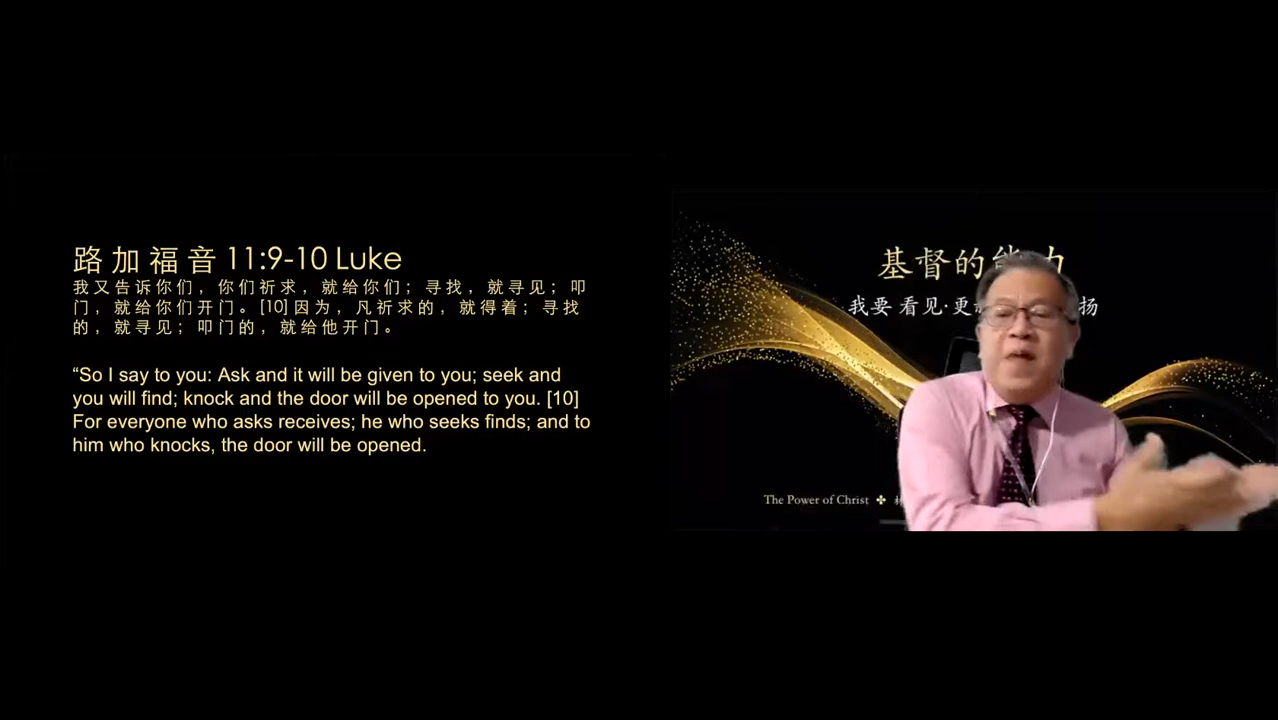 路加福音 11:9-10 Luke
我又告诉你们，你们祈求，就给你们；寻找，就寻见；叩
门，就给你们开门。[10]因为，凡祈求的，就得着；寻找
的，就寻见；叩门的，就给他开门。
“So I say to you: Ask and it will be given to you; seek and
you will find; knock and the door will be opened to you. [10]
For everyone who asks receives; he who seeks finds; and to
him who knocks, the door will be opened.
基督的能力
我要 看见·更 扬
The Power of Christ ✤